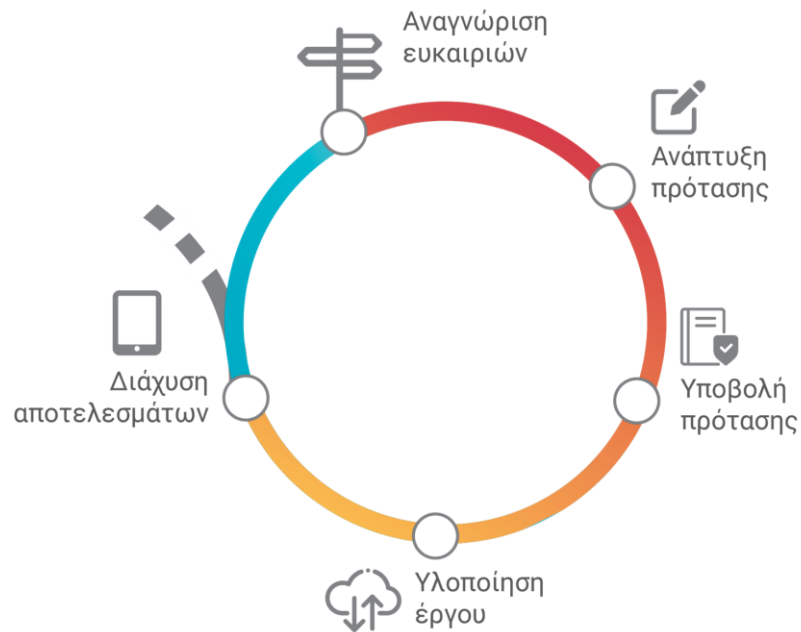 Αναγνώριση
ευκαιριών
Ανάπτυξη
πρότασης
Υποβολή
πρότασης
Υλοποίηση
έργου
Διάχυση
αποτελεσμάτων